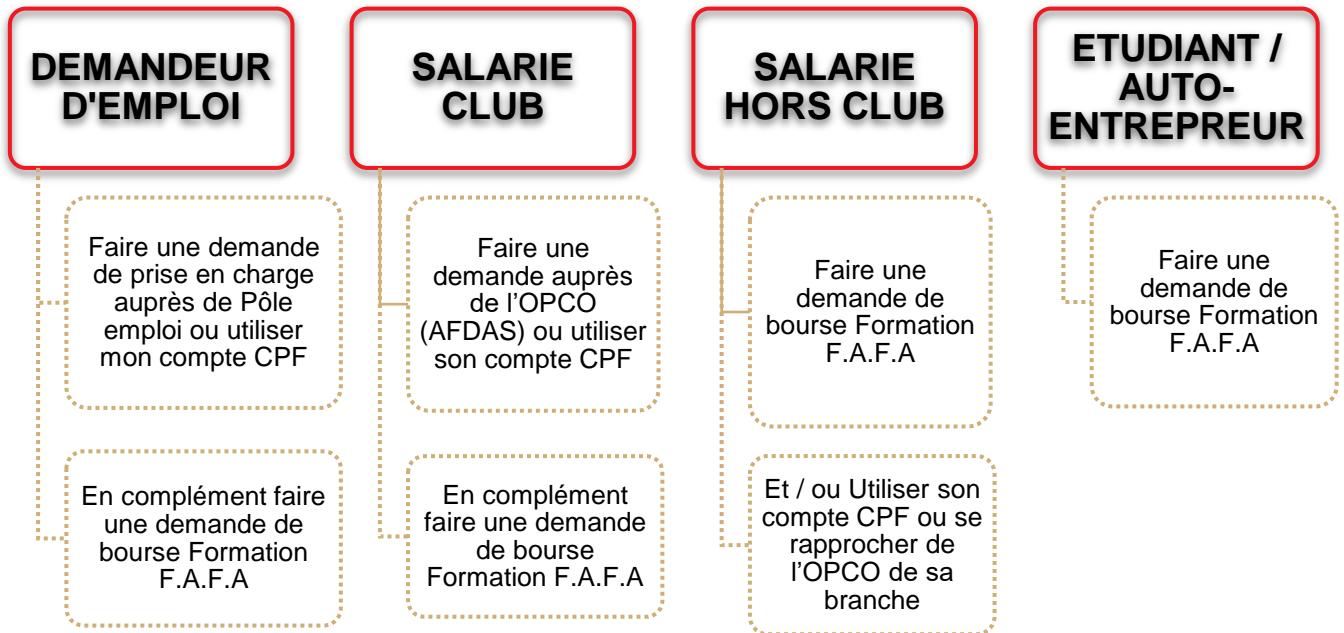 DEMANDEUR
D'EMPLOI
Faire une demande
de prise en charge
auprès de Pôle
emploi ou utiliser
mon compte CPF
En complément faire
une demande de
bourse Formation
F.A.F.A
SALARIE
CLUB
Faire une
demande auprès
de l'OPCO
(AFDAS) ou utiliser
son compte CPF
En complément
faire une demande
de bourse
Formation F.A.F.A
SALARIE
HORS CLUB
Faire une
demande de
bourse Formation
F.A.F.A
Et / ou Utiliser son
compte CPF ou se
rapprocher de
l'OPCO de sa
branche
ETUDIANT /
AUTO-
ENTREPREUR
Faire une
demande de
bourse Formation
F.A.F.A